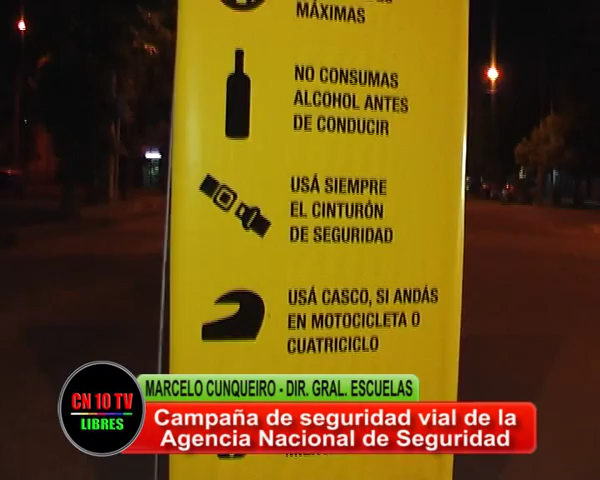 MÁXIMAS
NO CONSUMAS
ALCOHOL ANTES
DE CONDUCIR
USÁ SIEMPRE
EL CINTURÓN
DE SEGURIDAD
USÁ CASCO, SI ANDÁS
EN MOTOCICLETA O
CUATRICICLO
MARCELO CUNQUEIRO - DIR. GRAL. ESCUELAS
CN 10 TV
LIBRES
Campaña de seguridad vial de la
Agencia Nacional de Seguridad